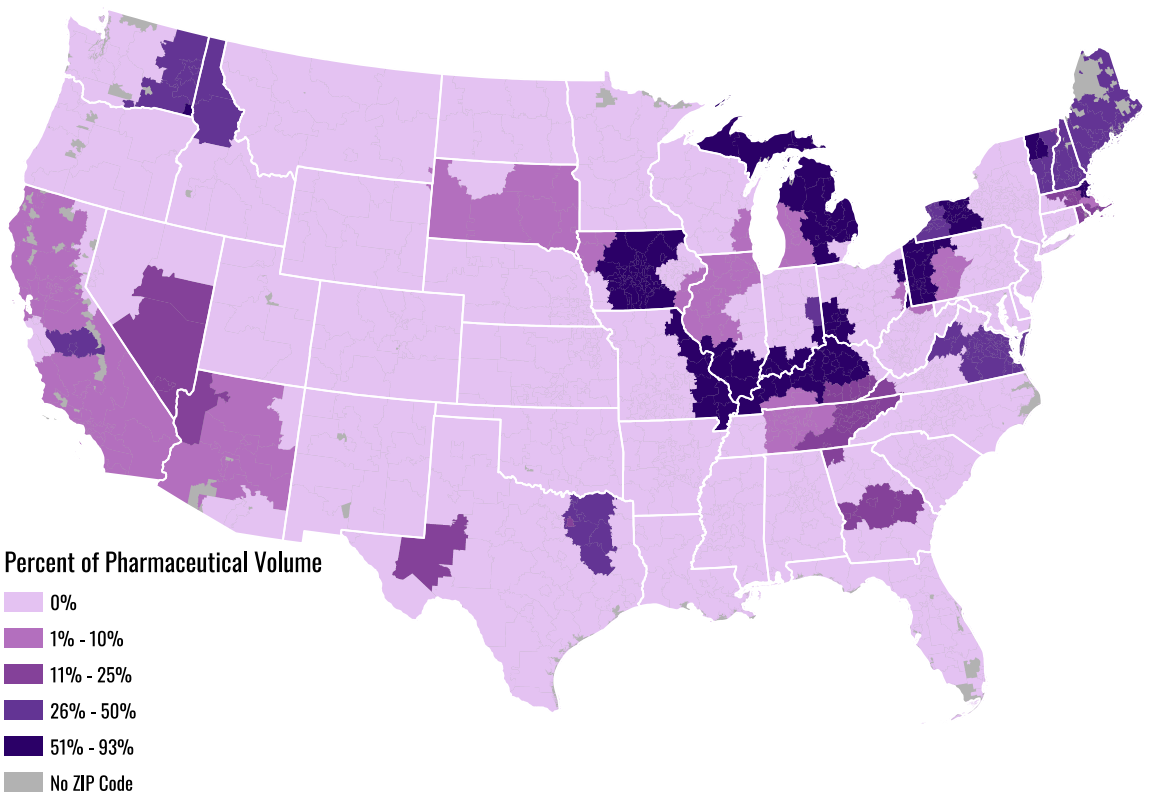 Percent of Pharmaceutical Volume
0%
1% - 10%
11% - 25%
26% - 50%
51% - 93%
No ZIP Code